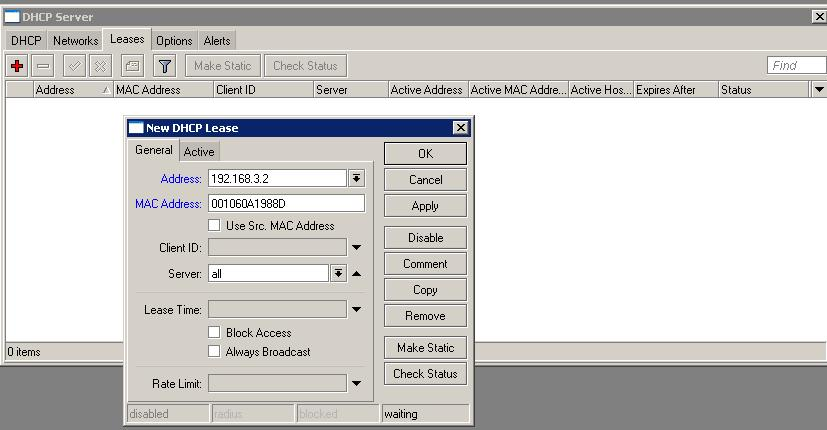 DHCP Server
DHCP Networks Leases Options Alerts
Make Static Check Status Find
Address MAC Address Client ID Server Active Address Active MAC Addre... Active Hos... Expires After Status
New DHCP Lease
General Active
OK
Address: 192.168.3.2
Cancel
MAC Address: 001060A1988D
Apply
Use Src. MAC Address
Disable
Client ID:
Comment
Server: all
Copy
Lease Time:
Remove
Block Access
Make Static
Always Broadcast
0 items
Check Status
Rate Limit:
disabled radius blocked waiting